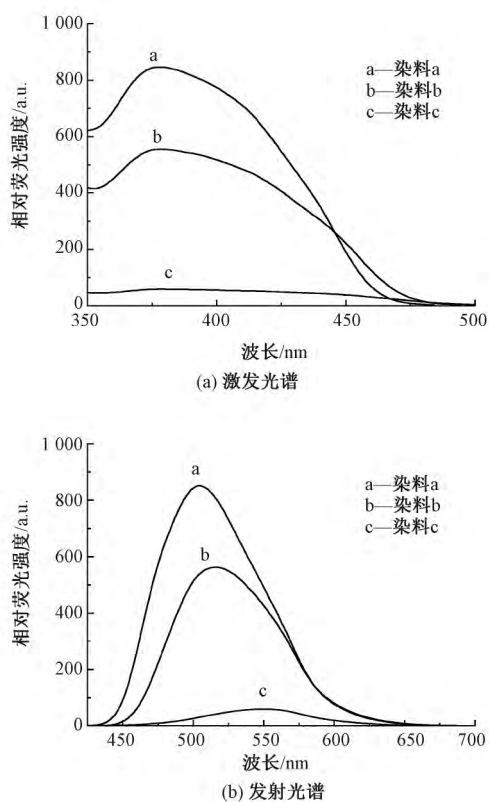 相对荧光强度/a.u.
1 000
800
600
400
200
0
a
b
c
a—染料a
b—染料b
c—染料c
350
400
450
500
波长/nm
(a) 激发光谱
相对荧光强度/a.u.
1 000
800
600
400
200
0
a
b
c
a—染料a
b—染料b
c—染料c
450
500
550
600
650
700
波长/nm
(b) 发射光谱